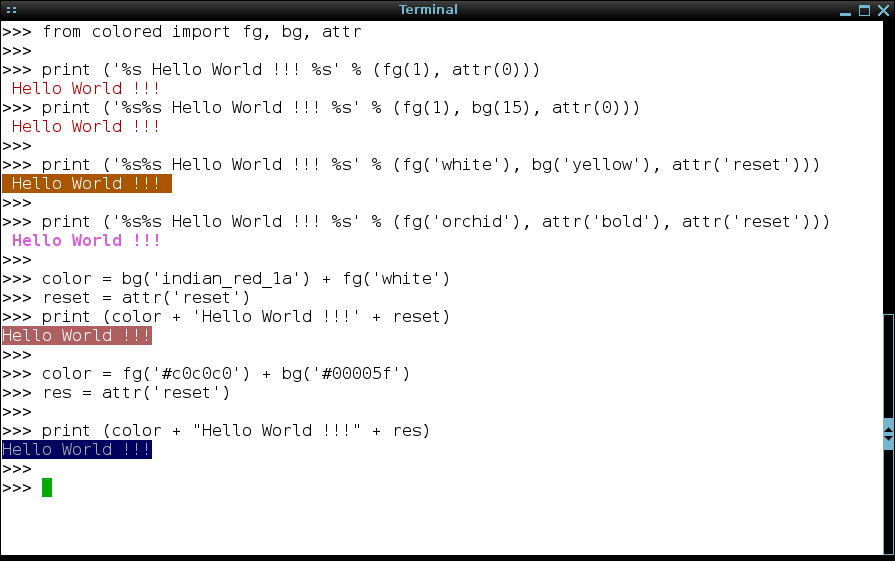 Terminal
>>> from colored import fg, bg, attr
>>>
>>> print ('%s Hello World !!! %s' % (fg(1), attr(0)))
 Hello World !!!
>>> print ('%s%s Hello World !!! %s' % (fg(1), bg(15), attr(0)))
 Hello World !!!
>>>
>>> print ('%s%s Hello World !!! %s' % (fg('white'), bg('yellow'), attr('reset')))
 Hello World !!!
>>>
>>> print ('%s%s Hello World !!! %s' % (fg('orchid'), attr('bold'), attr('reset')))
 Hello World !!!
>>>
>>> color = bg('indian_red_1a') + fg('white')
>>> reset = attr('reset')
>>> print (color + 'Hello World !!!' + reset)
Hello World !!!
>>>
>>> color = fg('#c0c0c0') + bg('#00005f')
>>> res = attr('reset')
>>>
>>> print (color + "Hello World !!!" + res)
Hello World !!!
>>>
>>>